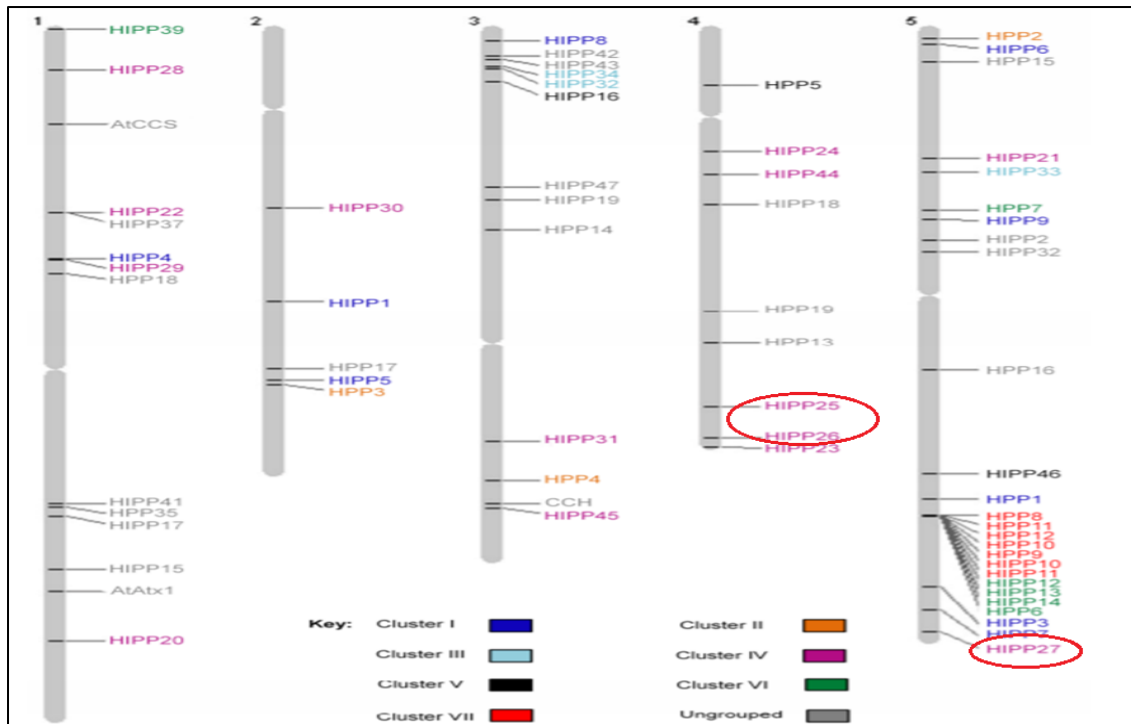 1
HIPP39
HIPP28
AtCCS
HIPP22
HIPP37
HIPP4
HIPP29
HPP18
HIPP41
HIPP35
HIPP17
HIPP15
AtAtx1
HIPP20
2
HIPP30
HIPP1
HPP17
HIPP5
HPP3
3
HIPP8
HIPP42
HIPP43
HIPP34
HIPP32
HIPP16
HIPP47
HIPP19
HPP14
HIPP31
HPP4
CCH
HIPP45
4
HPP5
HIPP24
HIPP44
HIPP18
HPP19
HPP13
HIPP25
HIPP26
HIPP23
5
HPP2
HIPP6
HPP15
HIPP21
HIPP33
HPP7
HIPP9
HIPP2
HIPP32
HPP16
HIPP46
HPP1
HPP8
HPP11
HPP12
HPP10
HPP9
HIPP10
HIPP11
HIPP12
HIPP13
HIPP14
HPP6
HIPP3
HIPP7
HIPP27
Key: Cluster I Cluster II
Cluster III Cluster IV
Cluster V Cluster VI
Cluster VII Ungrouped